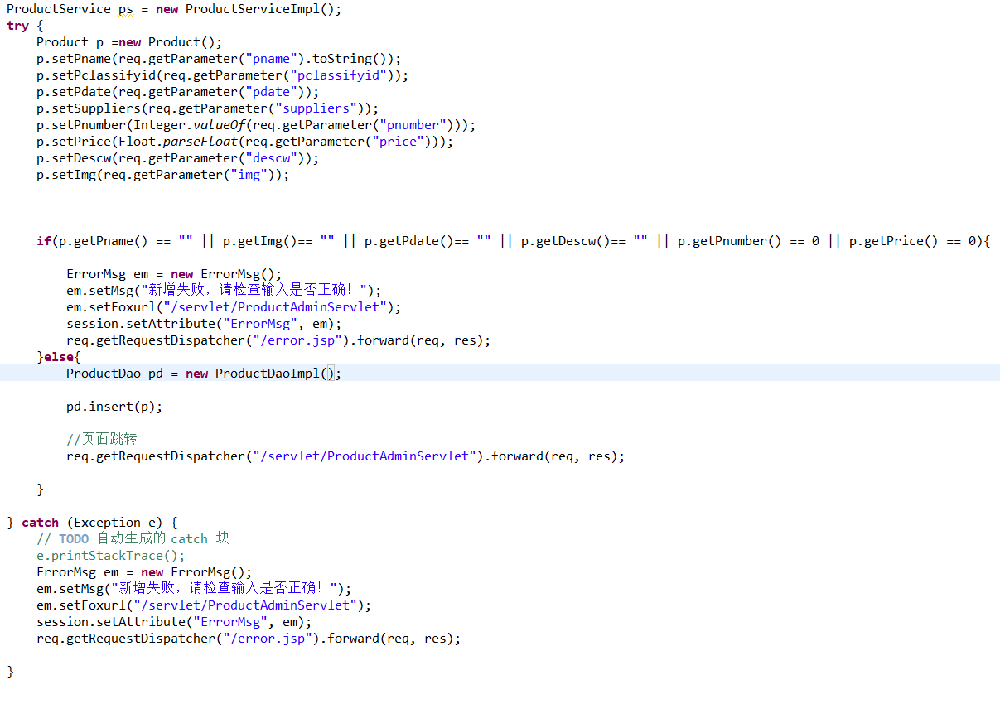 ProductService ps = new ProductServiceImpl();
try {
Product p =new Product();
p.setPname(req.getParameter("pname").toString());
p.setPclassifyid(req.getParameter("pclassifyid"));
p.setPdate(req.getParameter("pdate"));
p.setSuppliers(req.getParameter("suppliers"));
p.setPnumber(Integer.valueOf(req.getParameter("pnumber")));
p.setPrice(Float.parseFloat(req.getParameter("price")));
p.setDescw(req.getParameter("descw"));
p.setImg(req.getParameter("img"));
if(p.getPname() == "" || p.getImg()== "" || p.getPdate()== "" || p.getDescw()== "" || p.getPnumber() == 0 || p.getPrice() == 0){
ErrorMsg em = new ErrorMsg();
em.setMsg("新增失败，请检查输入是否正确！");
em.setFoxurl("/servlet/ProductAdminServlet");
session.setAttribute("ErrorMsg", em);
req.getRequestDispatcher("/error.jsp").forward(req, res);
}else{
ProductDao pd = new ProductDaoImpl();
pd.insert(p);
//页面跳转
req.getRequestDispatcher("/servlet/ProductAdminServlet").forward(req, res);
}
} catch (Exception e) {
// TODO 自动生成的 catch 块
e.printStackTrace();
ErrorMsg em = new ErrorMsg();
em.setMsg("新增失败，请检查输入是否正确！");
em.setFoxurl("/servlet/ProductAdminServlet");
session.setAttribute("ErrorMsg", em);
req.getRequestDispatcher("/error.jsp").forward(req, res);
}